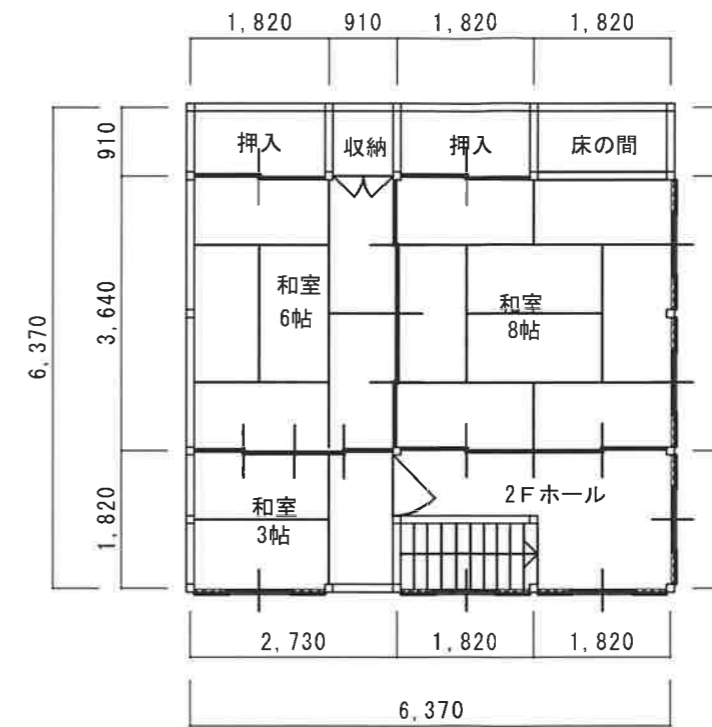 1,820 910 1,820 1,820
910
3,640
1,820
6,370
押入 収納 押入 床の間
和室
6帖
和室
8帖
和室
3帖
2Fホール
2,730 1,820 1,820
6,370